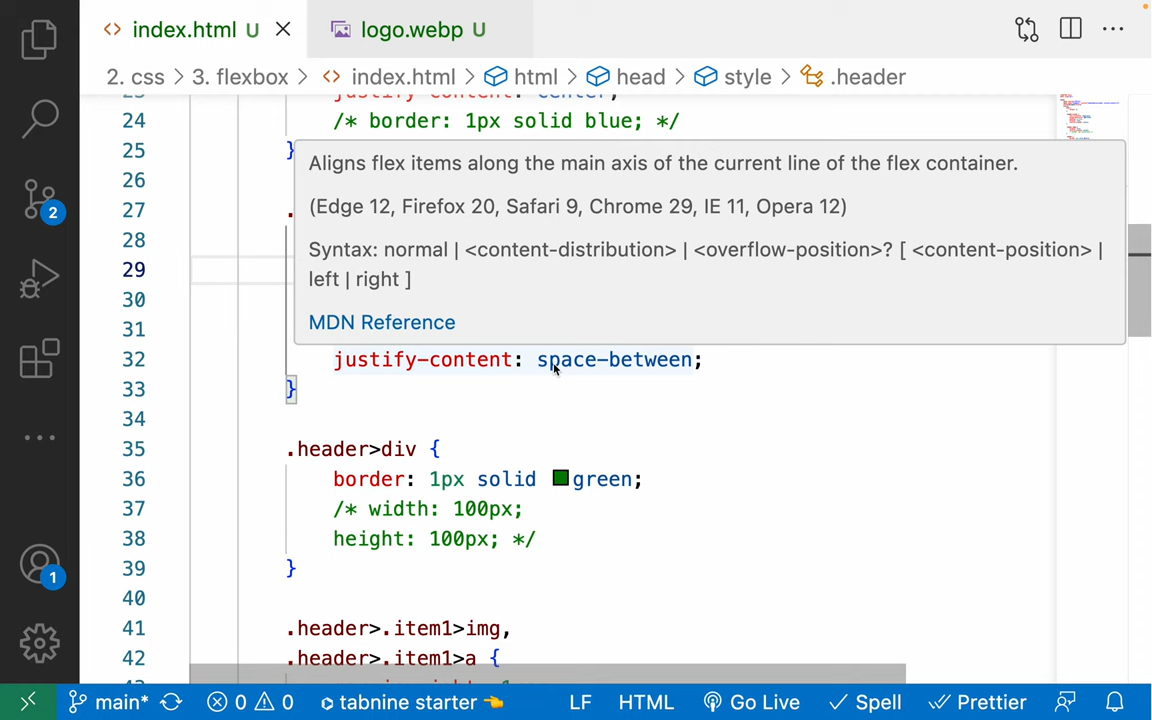 index.html U
logo.webp U
2. css > 3. flexbox > index.html > html > head > style > .header
justify-content: center;
24 /* border: 1px solid blue; */
25 }
26
27 .
28
29
30
31
Aligns flex items along the main axis of the current line of the flex container.
(Edge 12, Firefox 20, Safari 9, Chrome 29, IE 11, Opera 12)
Syntax: normal | <content-distribution> | <overflow-position>? [ <content-position> |
left | right ]
MDN Reference
32 justify-content: space-between;
33 }
34
35 .header>div {
36 border: 1px solid green;
37 /* width: 100px;
38 height: 100px; */
39 }
40
41 .header>.item1>img,
42 .header>.item1>a {
2
1
main* 0 0 tabnine starter LF HTML Go Live Spell Prettier